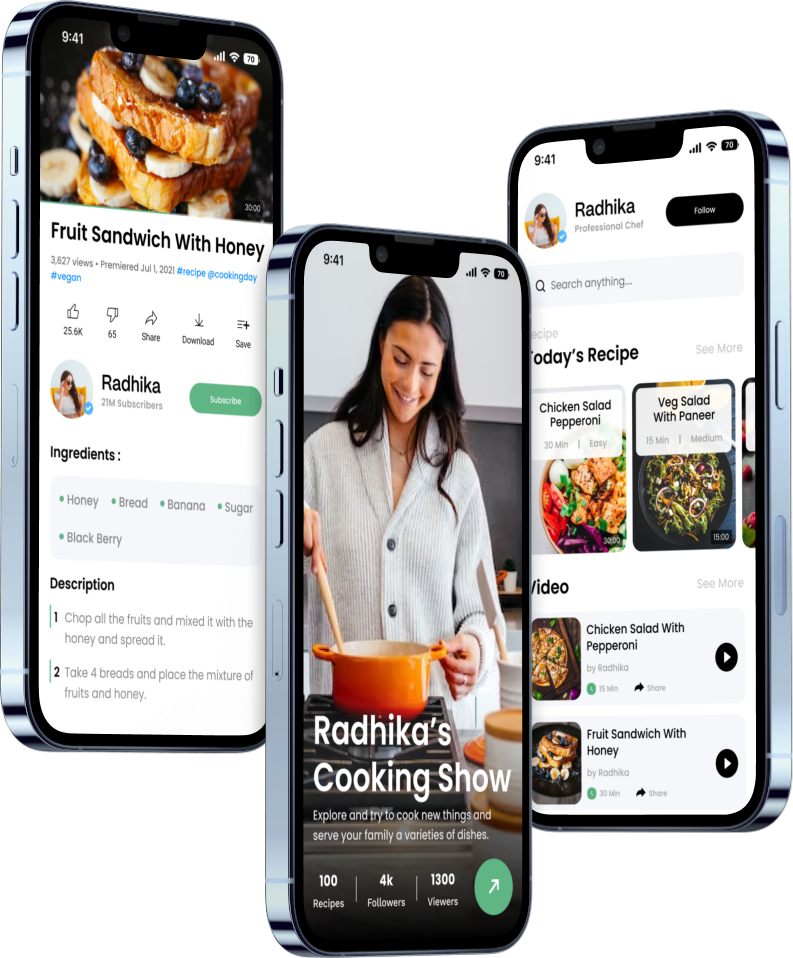 9:41
70
30:00
Fruit Sandwich With Honey
3,627 views • Premiered Jul 1, 2021 #recipe @cookingday
#vegan
25.6K
65
Share
Download
Save
Radhika
21M Subscribers
Subscribe
Ingredients :
• Honey • Bread • Banana • Sugar
• Black Berry
Description
1 Chop all the fruits and mixed it with the
honey and spread it.
2 Take 4 breads and place the mixture of
fruits and honey.
9:41
70
Radhika's
Cooking Show
Explore and try to cook new things and
serve your family a varieties of dishes.
100 | 4k | 1300
Recipes Followers Viewers
9:41
70
Radhika
Professional Chef
Follow
Search anything....
ecipe
Today's Recipe
See More
Chicken Salad
Pepperoni
30 Min | Easy
30:00
Veg Salad
With Paneer
15 Min | Medium
15:00
Video
See More
Chicken Salad With
Pepperoni
by Radhika
15 Min Share
Fruit Sandwich With
Honey
by Radhika
30 Min Share